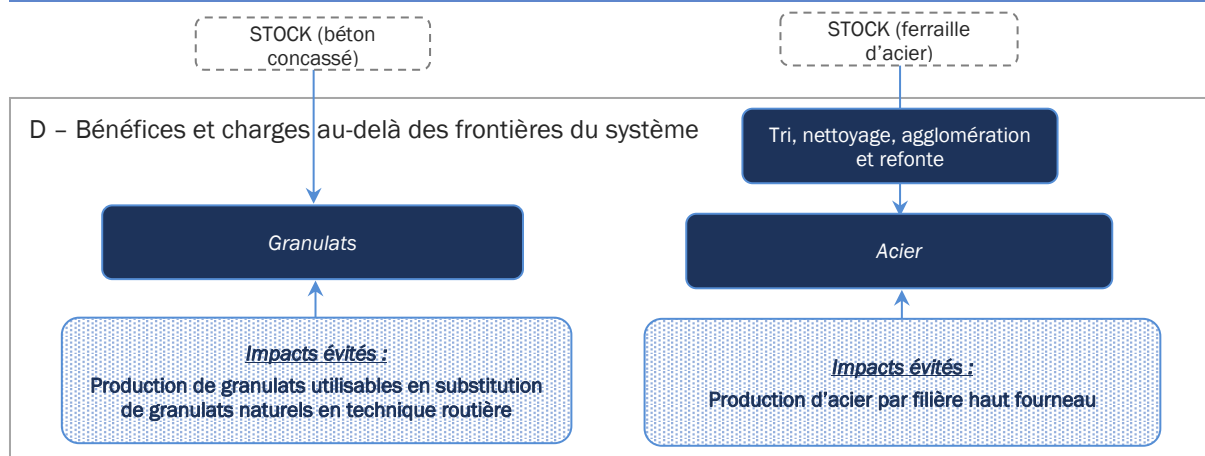 STOCK (béton
concassé)
STOCK (ferraille
d'acier)
D – Bénéfices et charges au-delà des frontières du système
Tri, nettoyage, agglomération
et refonte
Granulats
Acier
Impacts évités :
Production de granulats utilisables en substitution
de granulats naturels en technique routière
Impacts évités :
Production d'acier par filière haut fourneau